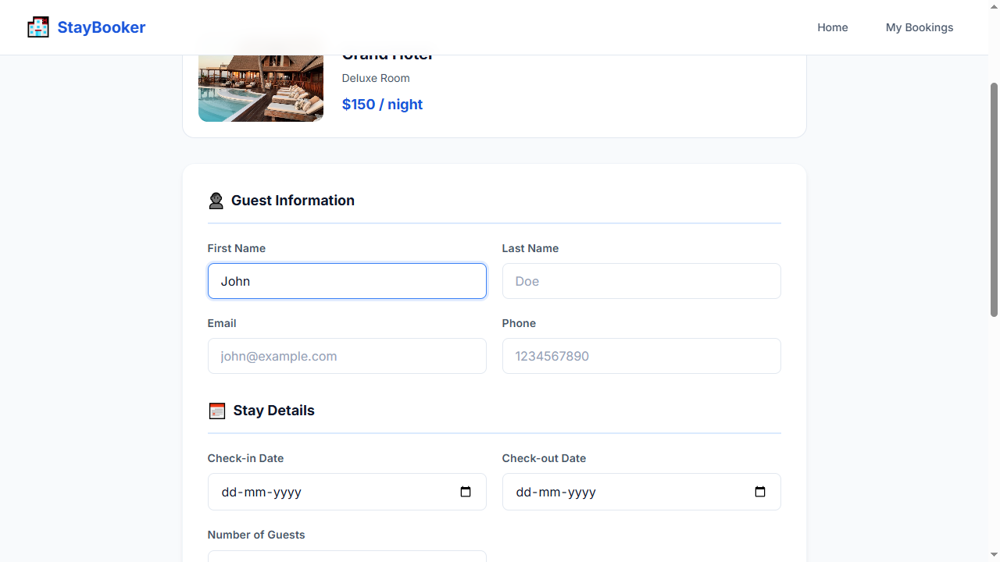 StayBooker
Home
My Bookings
Grand Hotel
Deluxe Room
$150 / night
Guest Information
First Name
Last Name
John
Doe
Email
Phone
john@example.com
1234567890
Stay Details
Check-in Date
Check-out Date
dd-mm-yyyy
dd-mm-yyyy
Number of Guests